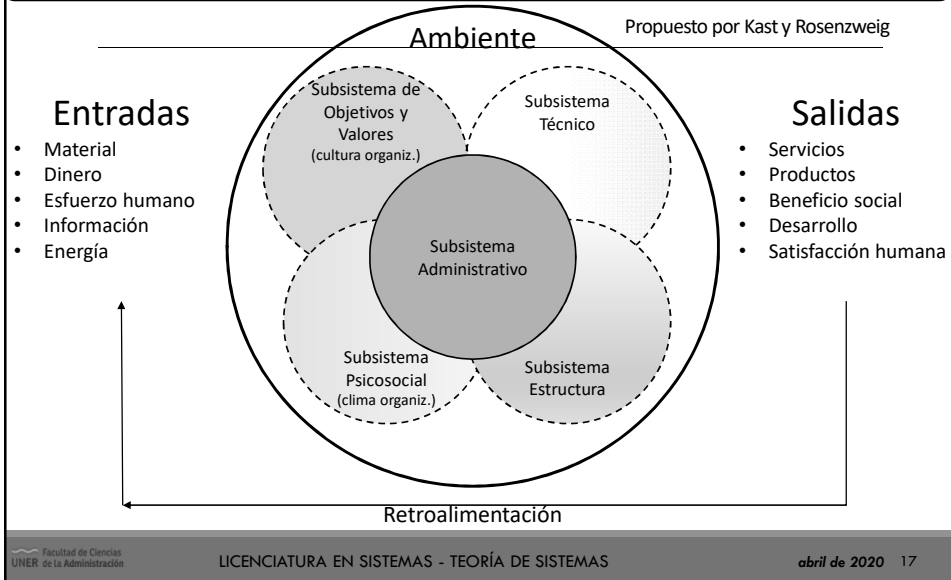 Propuesto por Kast y Rosenzweig
Ambiente
Entradas
• Material
• Dinero
• Esfuerzo humano
• Información
• Energía
Subsistema de
Objetivos y
Valores
(cultura organiz.)
Subsistema
Técnico
Subsistema
Administrativo
Subsistema
Psicosocial
(clima organiz.)
Subsistema
Estructura
Salidas
• Servicios
• Productos
• Beneficio social
• Desarrollo
• Satisfacción humana
Retroalimentación
Facultad de Ciencias
UNER de la Administración
LICENCIATURA EN SISTEMAS - TEORÍA DE SISTEMAS
abril de 2020 17